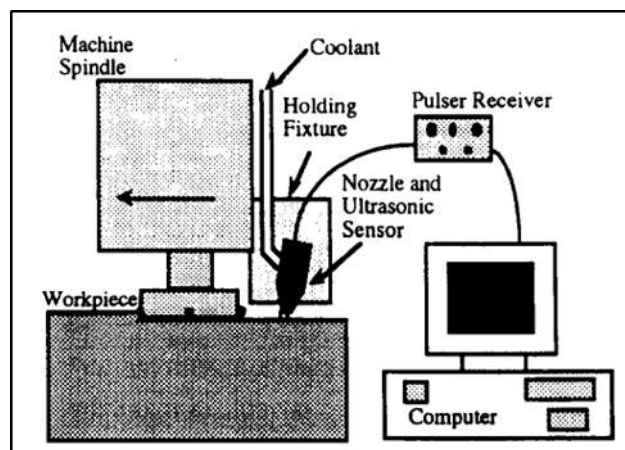 Machine
Spindle
Coolant
Holding
Fixture
Pulser Receiver
Nozzle and
Ultrasonic
Sensor
Workpiece
Computer